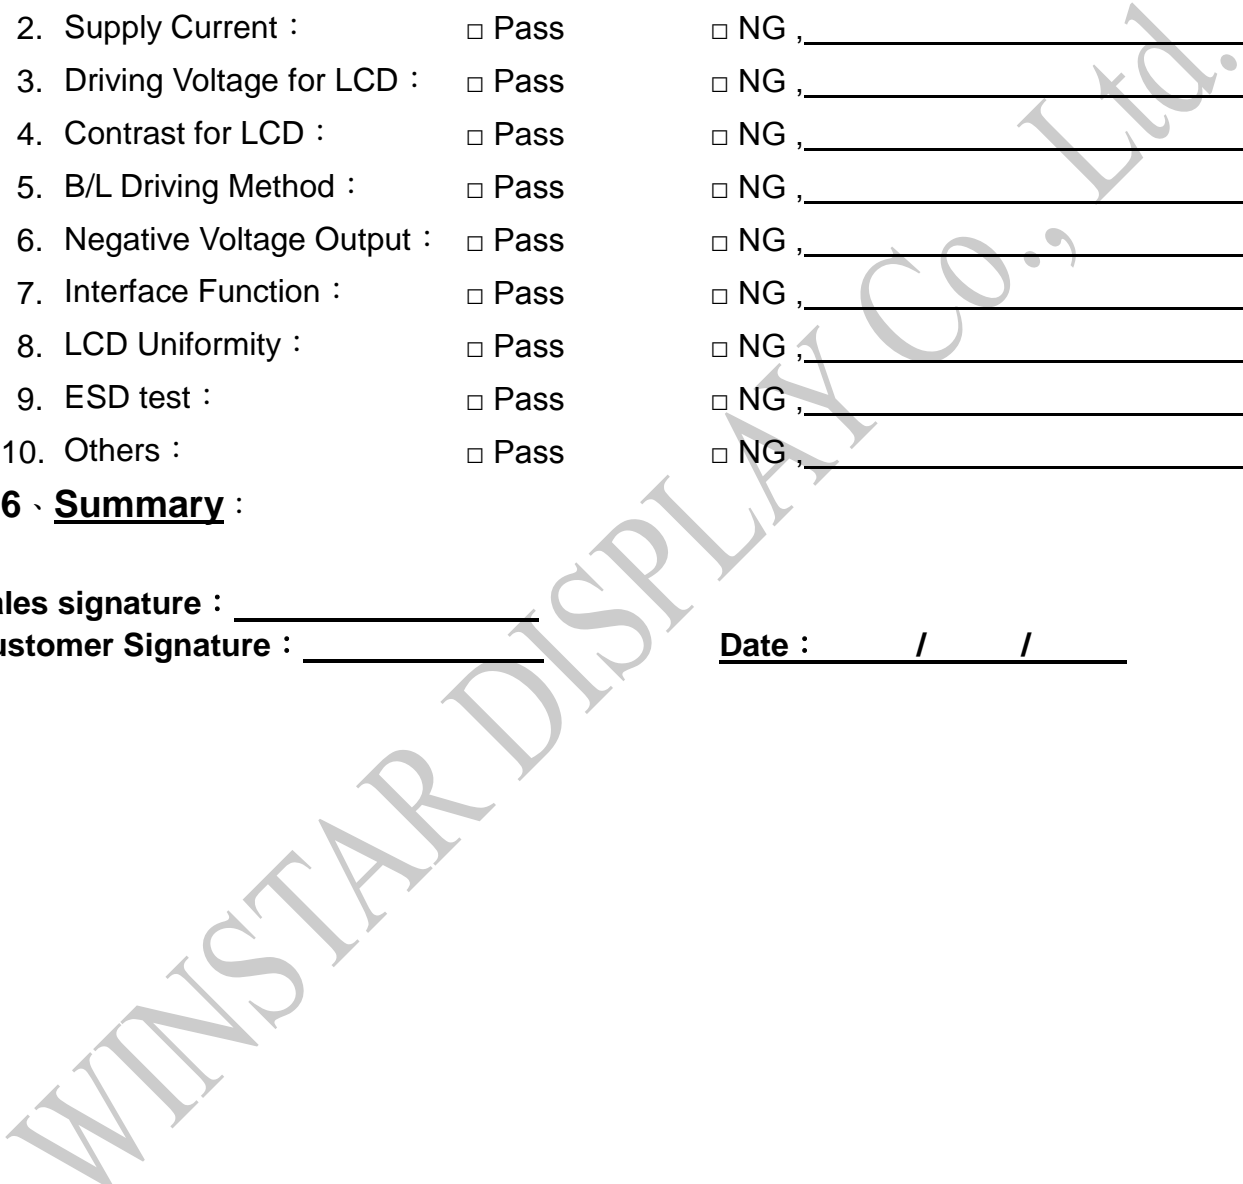 2. Supply Current： □ Pass □ NG ,
3. Driving Voltage for LCD： □ Pass □ NG ,
4. Contrast for LCD： □ Pass □ NG ,
5. B/L Driving Method： □ Pass □ NG ,
6. Negative Voltage Output： □ Pass □ NG ,
7. Interface Function： □ Pass □ NG ,
8. LCD Uniformity： □ Pass □ NG ,
9. ESD test： □ Pass □ NG ,
10. Others： □ Pass □ NG ,
6、Summary：
ales signature：
ustomer Signature： Date： / /
WINSTAR DISPLAY Co., Ltd.